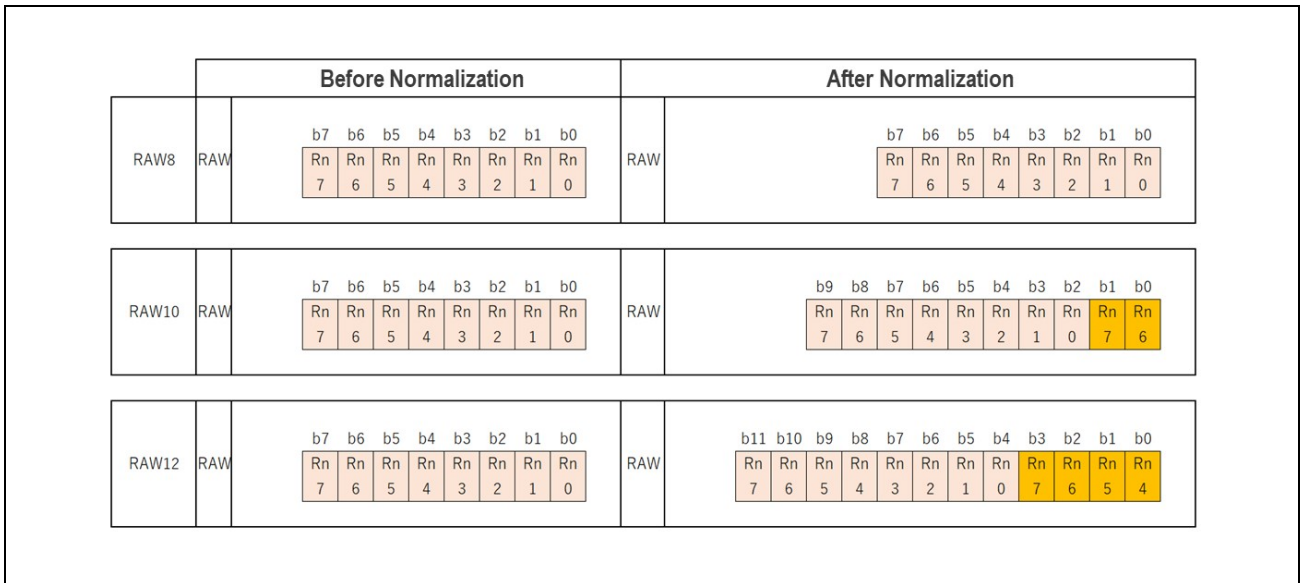 Before Normalization After Normalization
b7 b6 b5 b4 b3 b2 b1 b0 b7 b6 b5 b4 b3 b2 b1 b0
RAW8 RAW Rn Rn Rn Rn Rn Rn Rn Rn RAW Rn Rn Rn Rn Rn Rn Rn Rn
7 6 5 4 3 2 1 0 7 6 5 4 3 2 1 0
b7 b6 b5 b4 b3 b2 b1 b0 b9 b8 b7 b6 b5 b4 b3 b2 b1 b0
RAW10 RAW Rn Rn Rn Rn Rn Rn Rn Rn RAW Rn Rn Rn Rn Rn Rn Rn Rn Rn Rn
7 6 5 4 3 2 1 0 7 6 5 4 3 2 1 0 7 6
b7 b6 b5 b4 b3 b2 b1 b0 b11 b10 b9 b8 b7 b6 b5 b4 b3 b2 b1 b0
RAW12 RAW Rn Rn Rn Rn Rn Rn Rn Rn RAW Rn Rn Rn Rn Rn Rn Rn Rn Rn Rn Rn Rn
7 6 5 4 3 2 1 0 7 6 5 4 3 2 1 0 7 6 5 4